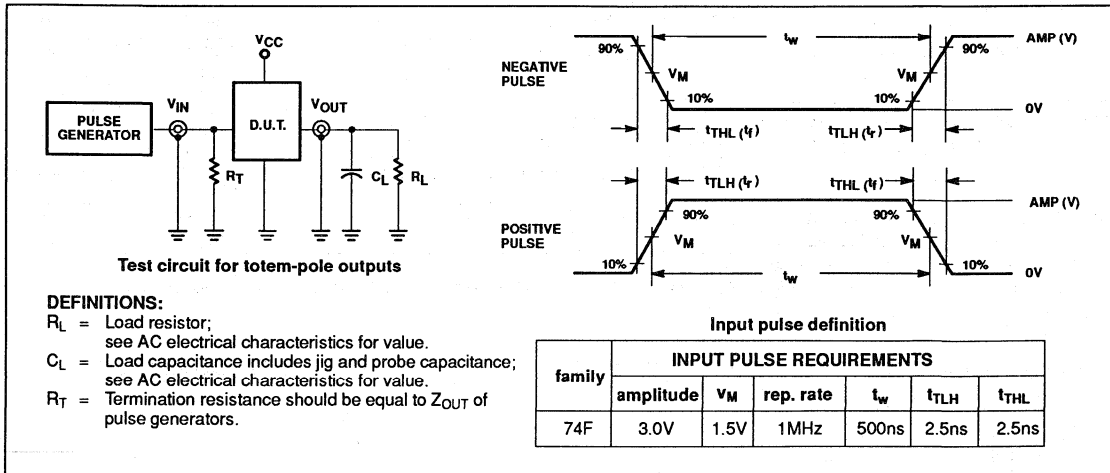 VCC
PULSE
GENERATOR
VIN
D.U.T.
VOUT
RT
CL
RL
Test circuit for totem-pole outputs
DEFINITIONS:
RL = Load resistor;
see AC electrical characteristics for value.
CL = Load capacitance includes jig and probe capacitance;
see AC electrical characteristics for value.
RT = Termination resistance should be equal to ZOUT of
pulse generators.
NEGATIVE
PULSE
90%
tw
90%
AMP (V)
VM
VM
10%
10%
0V
tTHL (tf)
tTLH (tr)
POSITIVE
PULSE
tTLH (tr)
tTHL (tf)
AMP (V)
90%
90%
VM
VM
10%
10%
tw
0V
Input pulse definition
family
INPUT PULSE REQUIREMENTS
amplitude VM rep. rate tw tTLH tTHL
74F 3.0V 1.5V 1MHz 500ns 2.5ns 2.5ns